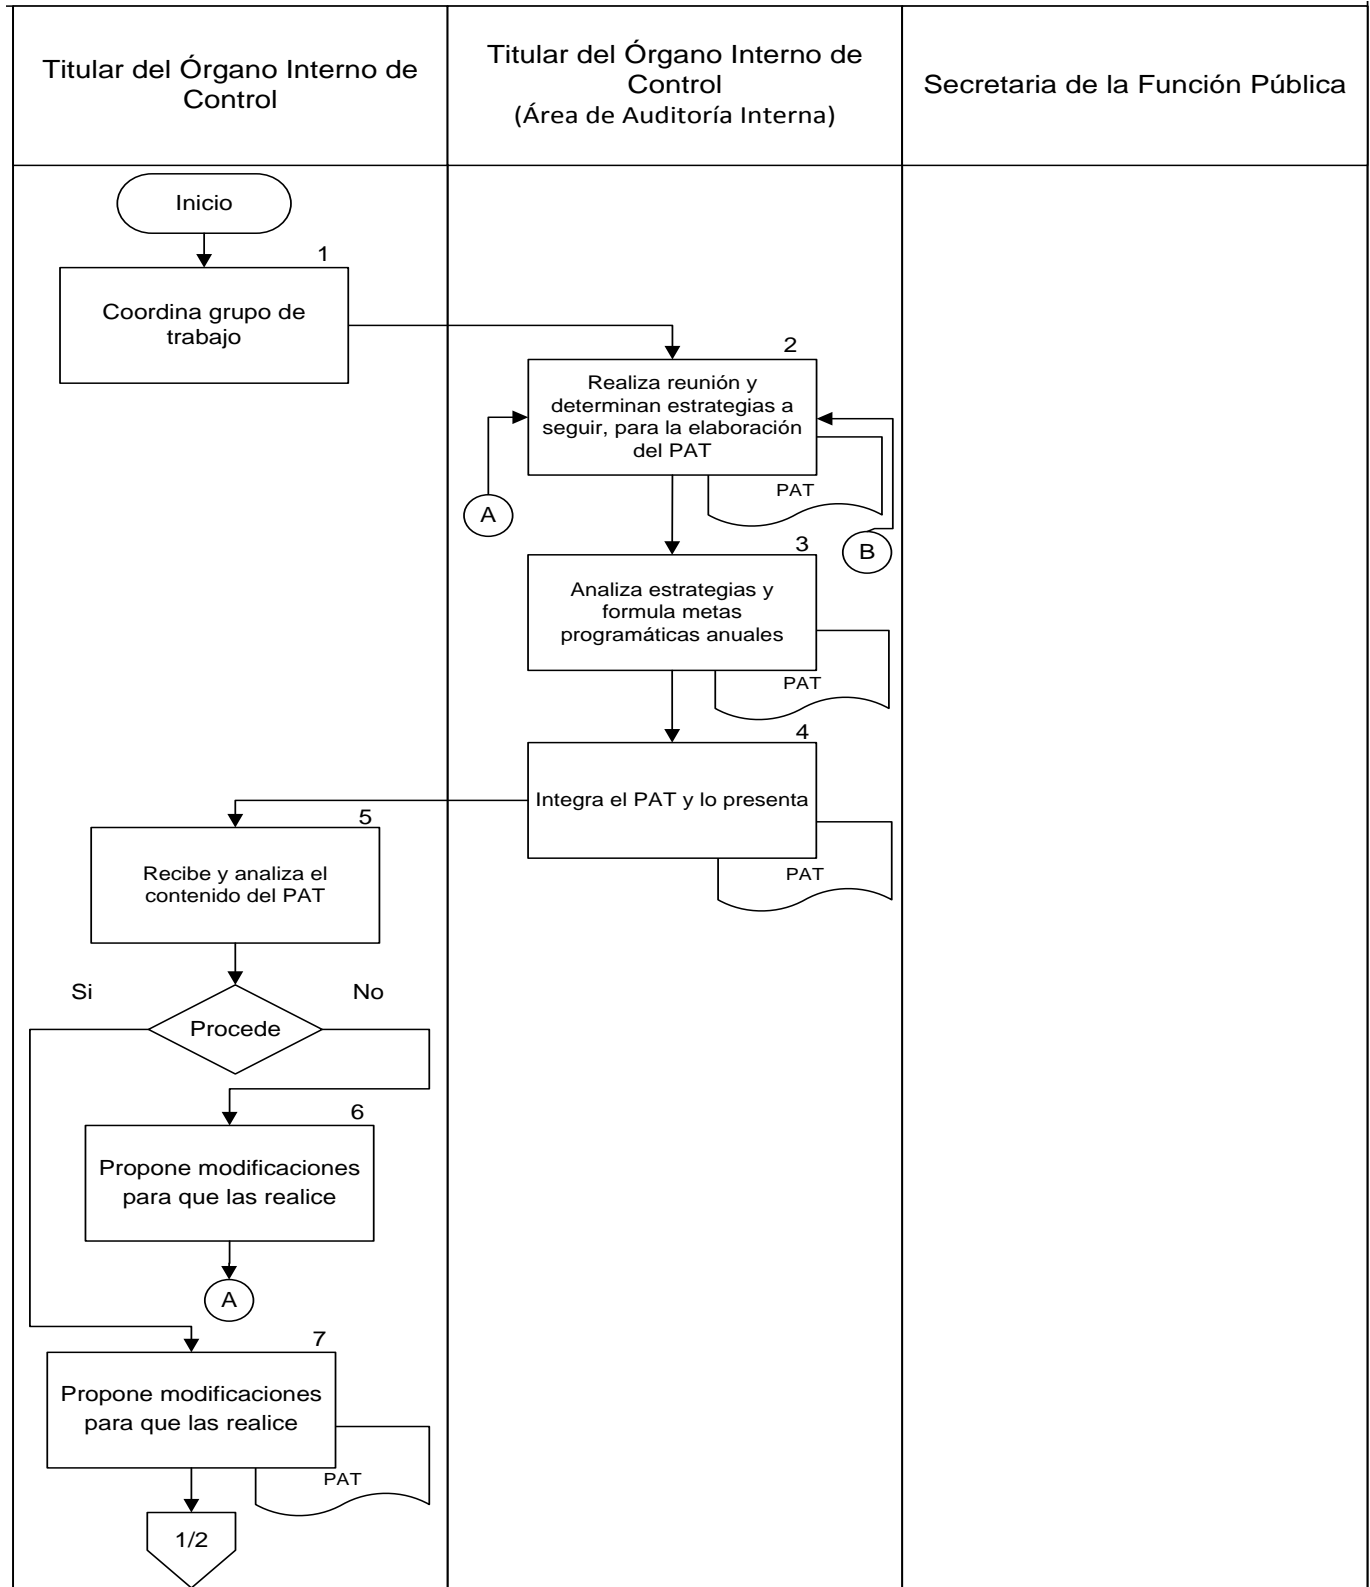 Titular del Órgano Interno de
Control
Titular del Órgano Interno de
Control
(Área de Auditoría Interna)
Secretaria de la Función Pública
Inicio
1
Coordina grupo de
trabajo
2
Realiza reunión y
determinan estrategias a
seguir, para la elaboración
del PAT
PAT
A
B
3
Analiza estrategias y
formula metas
programáticas anuales
PAT
4
Integra el PAT y lo presenta
PAT
5
Recibe y analiza el
contenido del PAT
Si
No
Procede
6
Propone modificaciones
para que las realice
A
7
Propone modificaciones
para que las realice
PAT
1/2